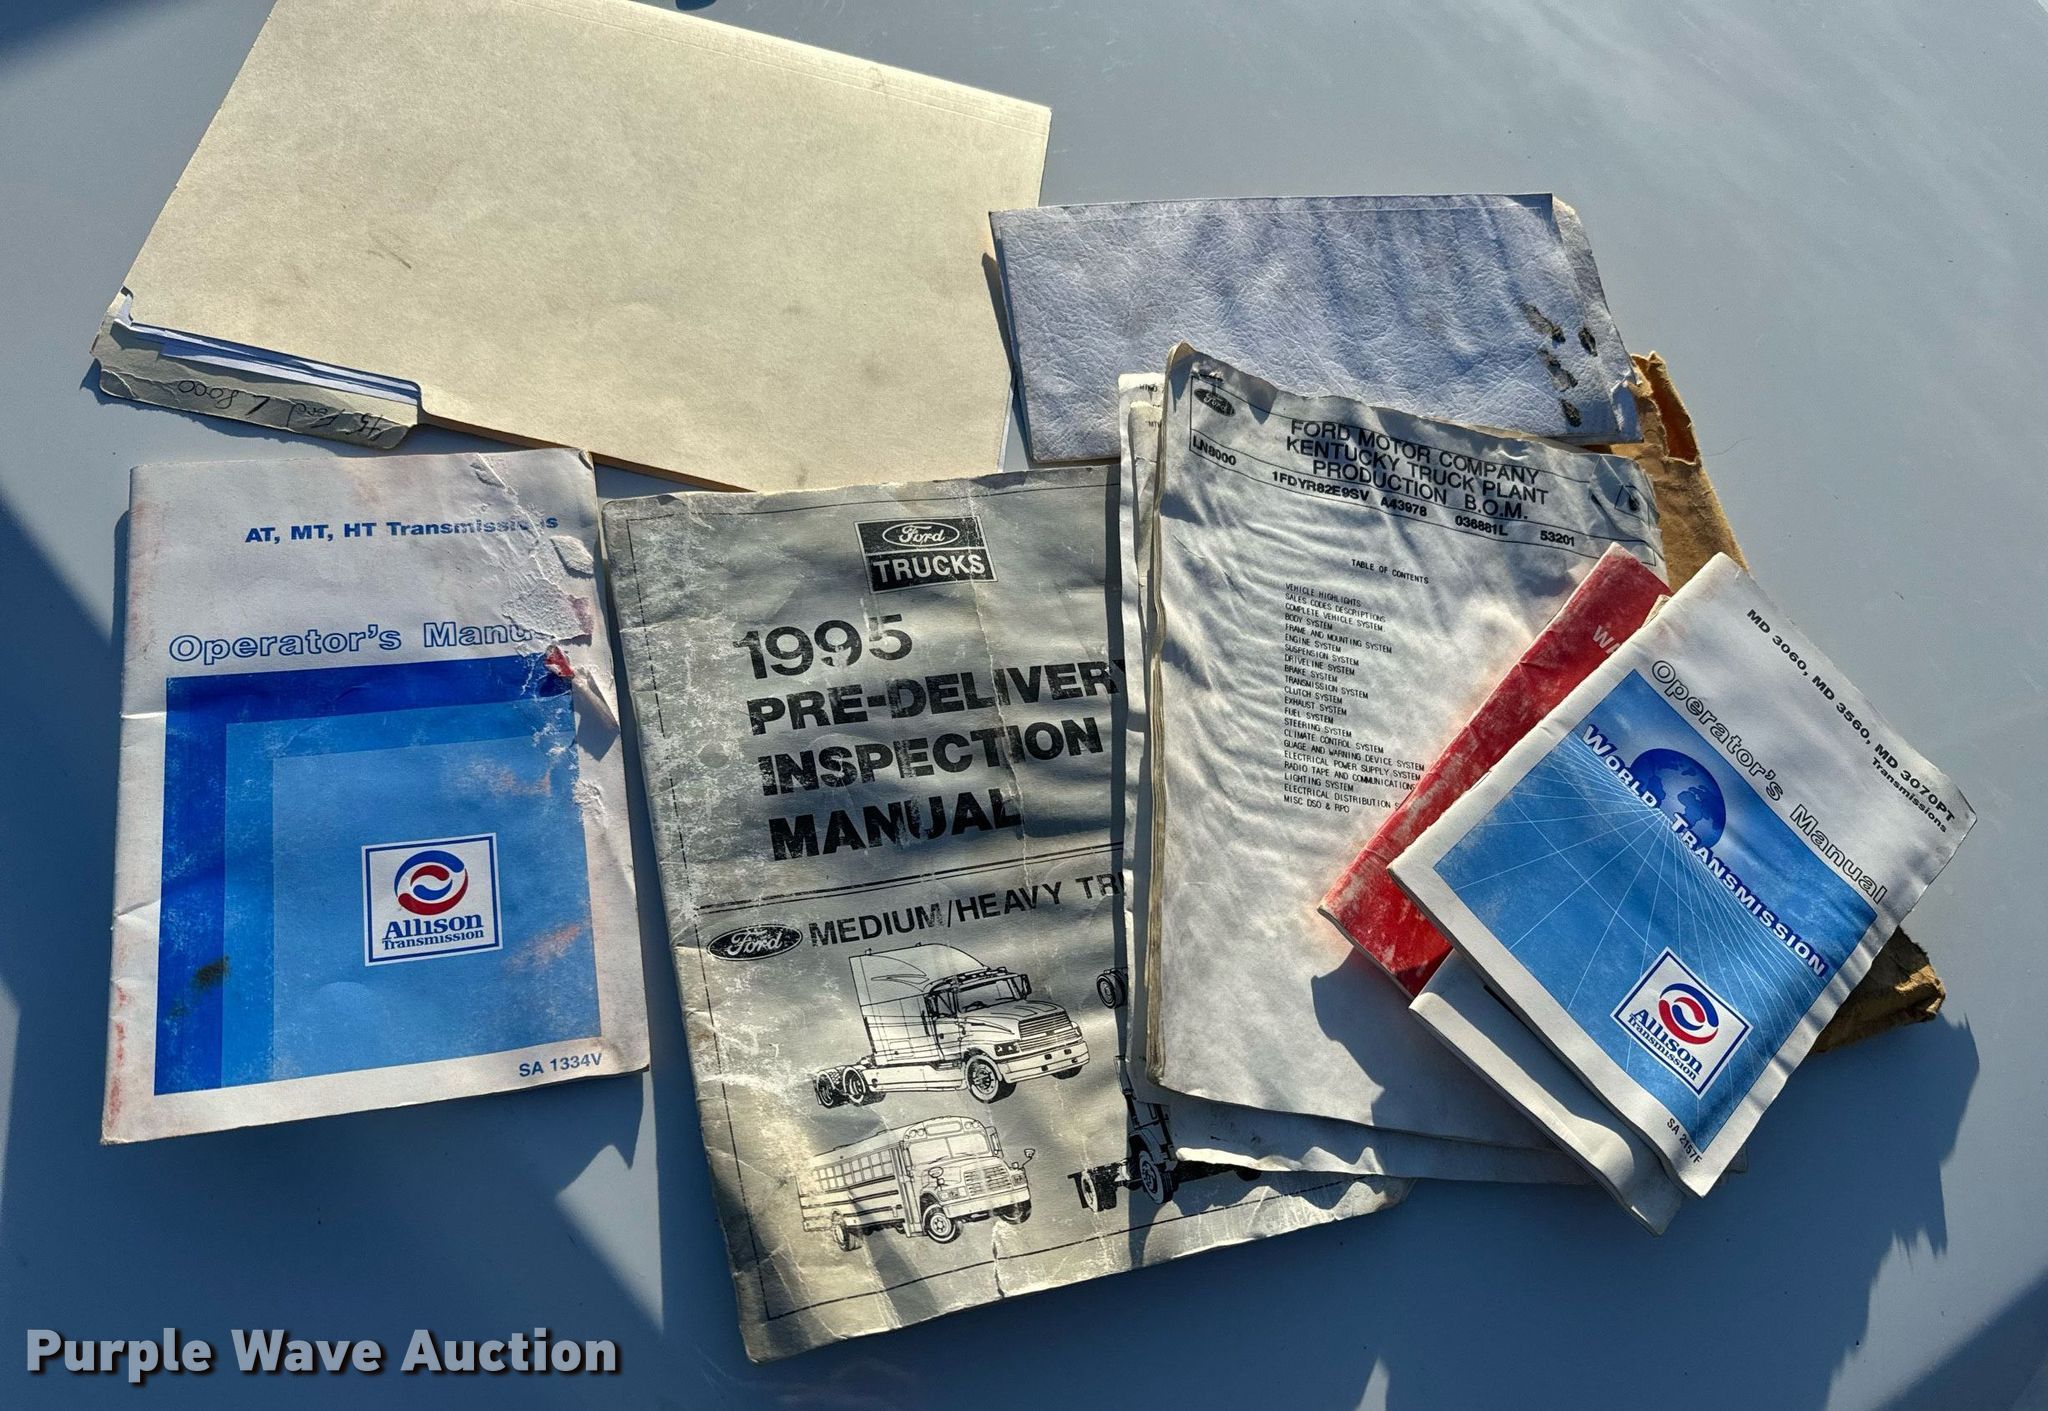 95 Ford L8000
AT, MT, HT Transmissions
Operator's Manual
Allison
Transmission
SA 1334V
Ford
TRUCKS
1995
PRE-DELIVERY
INSPECTION
MANUAL
MEDIUM/HEAVY
Ford
Ford
FORD MOTOR COMPANY
KENTUCKY TRUCK PLANT
PRODUCTION B.O.M.
LN8000 1FDYR82E9SV A43978 036881L 53201
TABLE OF CONTENTS
VEHICLE HIGHLIGHTS
SALES CODES DESCRIPTIONS
COMPLETE VEHICLE SYSTEM
BODY SYSTEM
FRAME AND MOUNTING SYSTEM
ENGINE SYSTEM
SUSPENSION SYSTEM
DRIVELINE SYSTEM
BRAKE SYSTEM
TRANSMISSION SYSTEM
CLUTCH SYSTEM
EXHAUST SYSTEM
FUEL SYSTEM
STEERING SYSTEM
CLIMATE CONTROL SYSTEM
GUAGE AND WARNING DEVICE SYSTEM
ELECTRICAL POWER SUPPLY SYSTEM
RADIO TAPE AND COMMUNICATIONS
LIGHTING SYSTEM
ELECTRICAL DISTRIBUTION
MISC DSO & RPO
MD 3060, MD 3560, MD 3070PT
Transmissions
Operator's Manual
WORLD TRANSMISSION
Allison
Transmission
SA 2157F
Purple Wave Auction